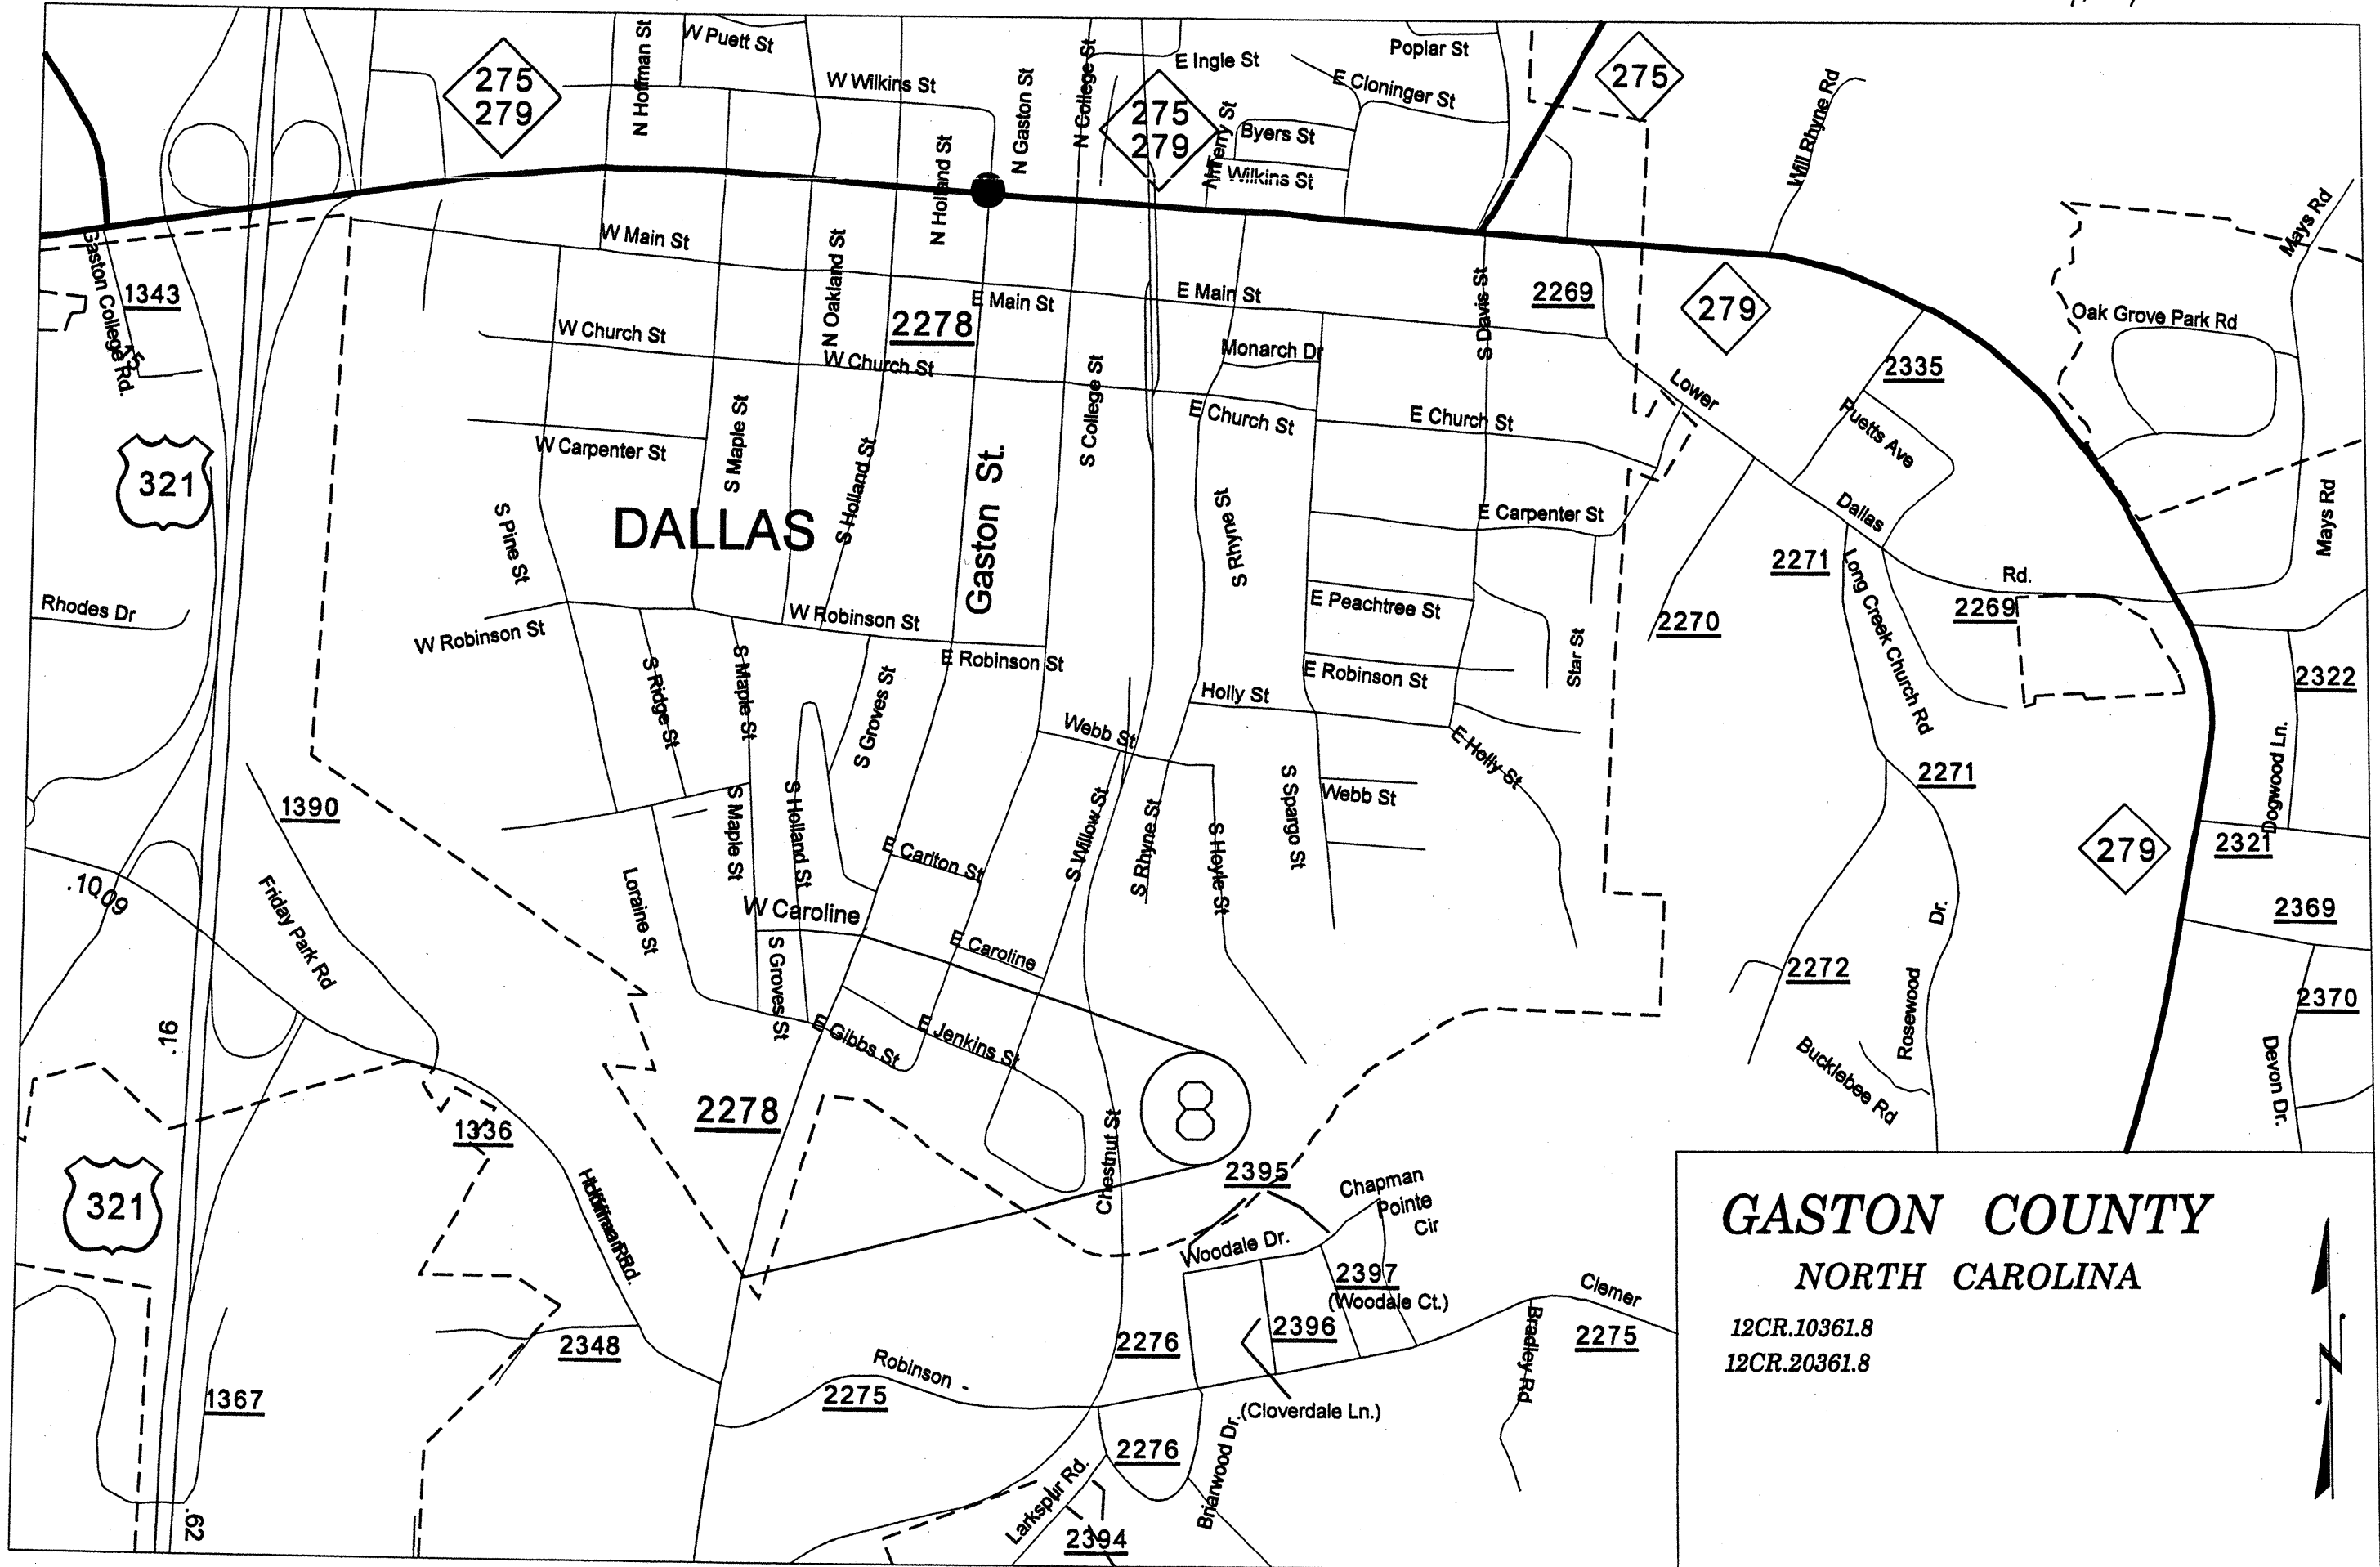 W Puett St
N Hoffman St
275
279
W Wilkins St
N Holland St
N Gaston St
N College St
E Ingle St
275
279
N Ferry St
Byers St
Wilkins St
Poplar St
E Cloninger St
275
Will Rhyne Rd
Mays Rd
Gaston College Rd.
1343
.15
W Main St
N Oakland St
2278
E Main St
E Main St
S Davis St
2269
279
Oak Grove Park Rd
W Church St
W Church St
Monarch Dr
Lower
2335
Puetts Ave
321
W Carpenter St
S Maple St
S Holland St
Gaston St.
S College St
E Church St
E Church St
S Pine St
DALLAS
S Rhyne St
E Carpenter St
Dallas
Mays Rd
2271
Long Creek Church Rd
Rd.
2269
Rhodes Dr
W Robinson St
W Robinson St
E Robinson St
E Peachtree St
E Robinson St
Star St
2270
2322
S Ridge St
S Maple St
S Groves St
Holly St
Webb St
E Holly St
2271
Dogwood Ln.
1390
S Maple St
S Holland St
S Willow St
S Rhyne St
S Hoyle St
S Spargo St
Webb St
279
2321
.10
.09
Friday Park Rd
Loraine St
E Carlton St
W Caroline
E Caroline
Dr.
2369
.16
S Groves St
E Gibbs St
E Jenkins St
2272
Rosewood
2370
Bucklebee Rd
Devon Dr.
1336
2278
8
Chestnut St
2395
Chapman
Pointe
Cir
321
Hoffman Rd.
Woodale Dr.
2397
(Woodale Ct.)
Clemer
2275
2348
2276
2396
Bradley Rd
1367
Robinson
2275
(Cloverdale Ln.)
Briarwood Dr.
2276
Larkspur Rd.
2394
.62
GASTON COUNTY
NORTH CAROLINA
12CR.10361.8
12CR.20361.8
N